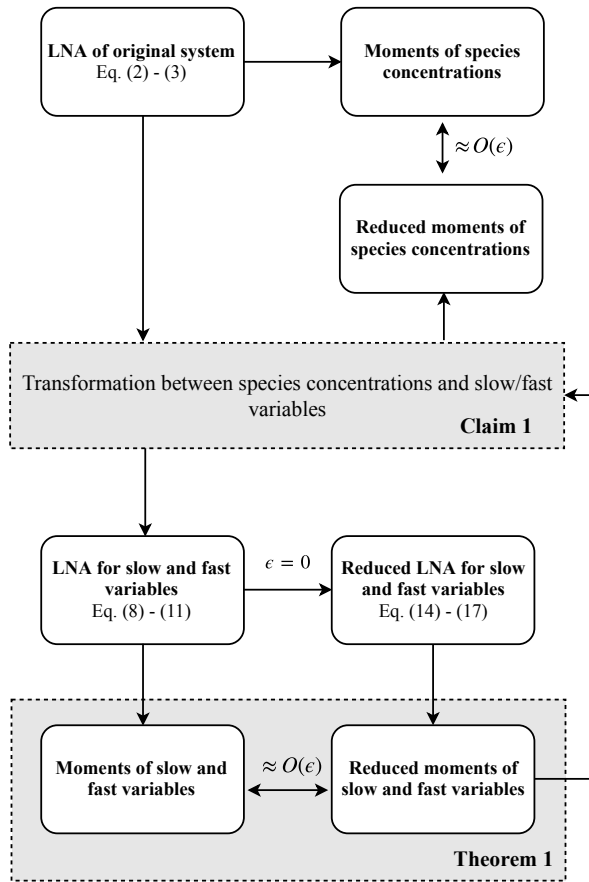 LNA of original system
Eq. (2) - (3)
Moments of species
concentrations
≈ O(ϵ)
Reduced moments of
species concentrations
Transformation between species concentrations and slow/fast
variables
Claim 1
LNA for slow and fast
variables
Eq. (8) - (11)
ϵ = 0
Reduced LNA for slow
and fast variables
Eq. (14) - (17)
Moments of slow and
fast variables
≈ O(ϵ)
Reduced moments of
slow and fast variables
Theorem 1